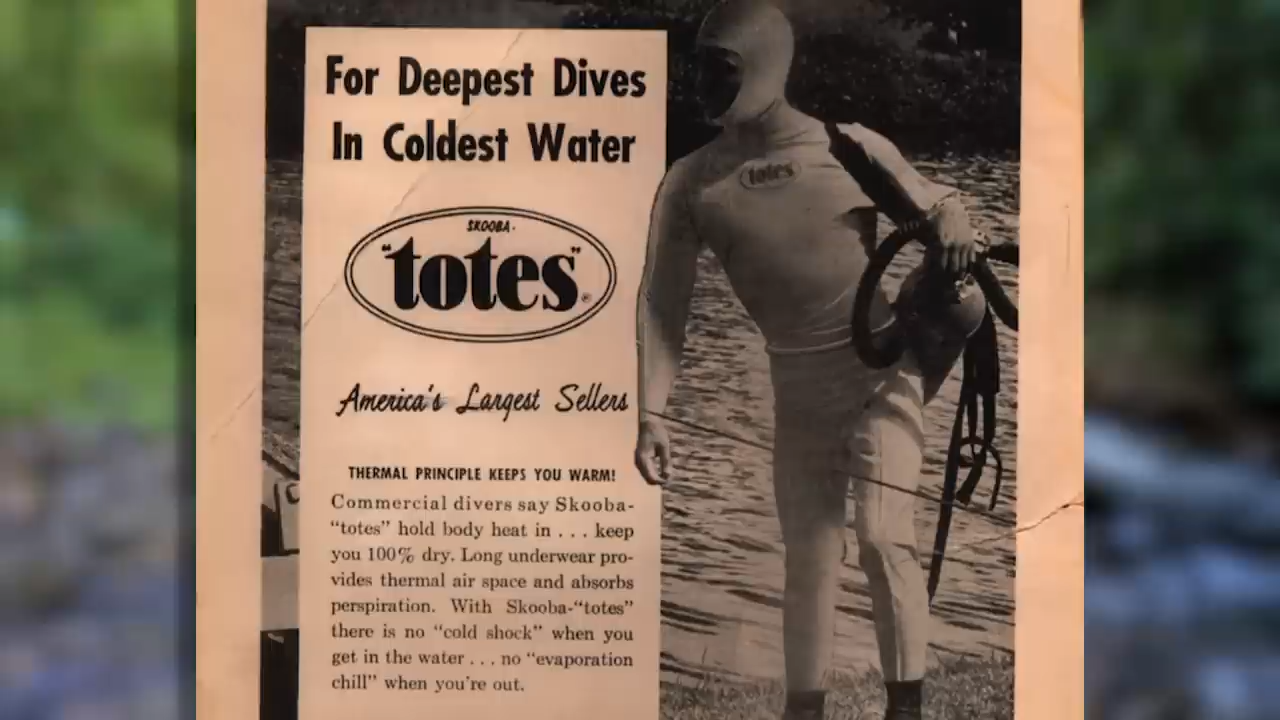 For Deepest Dives
In Coldest Water
SKOOBA-
"totes"®
America's Largest Sellers
THERMAL PRINCIPLE KEEPS YOU WARM!
Commercial divers say Skooba-
"totes" hold body heat in . . . keep
you 100% dry. Long underwear pro-
vides thermal air space and absorbs
perspiration. With Skooba-"totes"
there is no "cold shock" when you
get in the water . . . no "evaporation
chill" when you're out.
totes